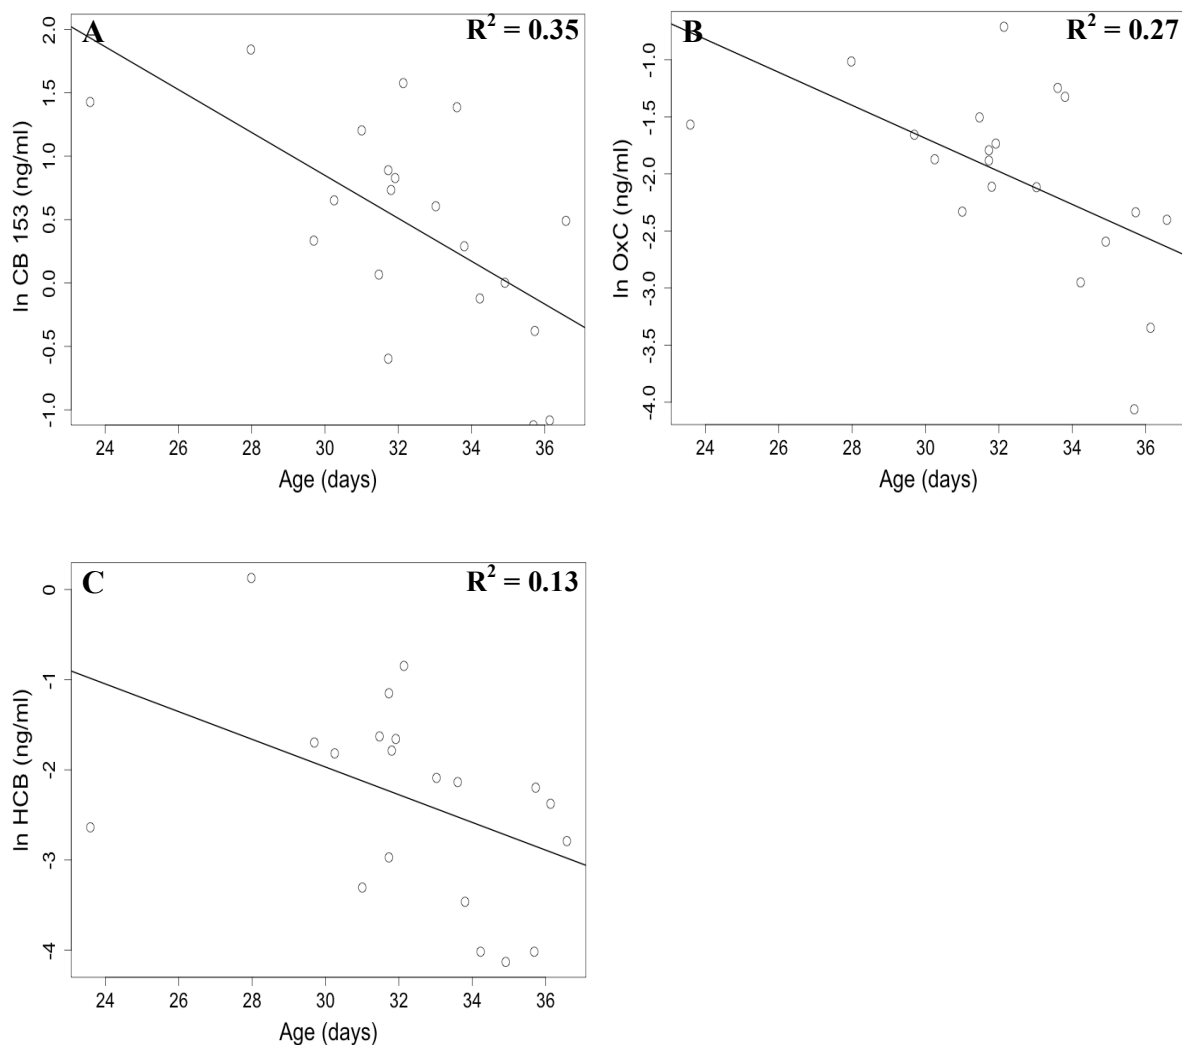 A
R² = 0.35
ln CB 153 (ng/ml)
2.0
1.5
1.0
0.5
0.0
-0.5
-1.0
24 26 28 30 32 34 36
Age (days)
B
R² = 0.27
ln OxC (ng/ml)
-1.0
-1.5
-2.0
-2.5
-3.0
-3.5
-4.0
24 26 28 30 32 34 36
Age (days)
C
R² = 0.13
ln HCB (ng/ml)
0
-1
-2
-3
-4
24 26 28 30 32 34 36
Age (days)